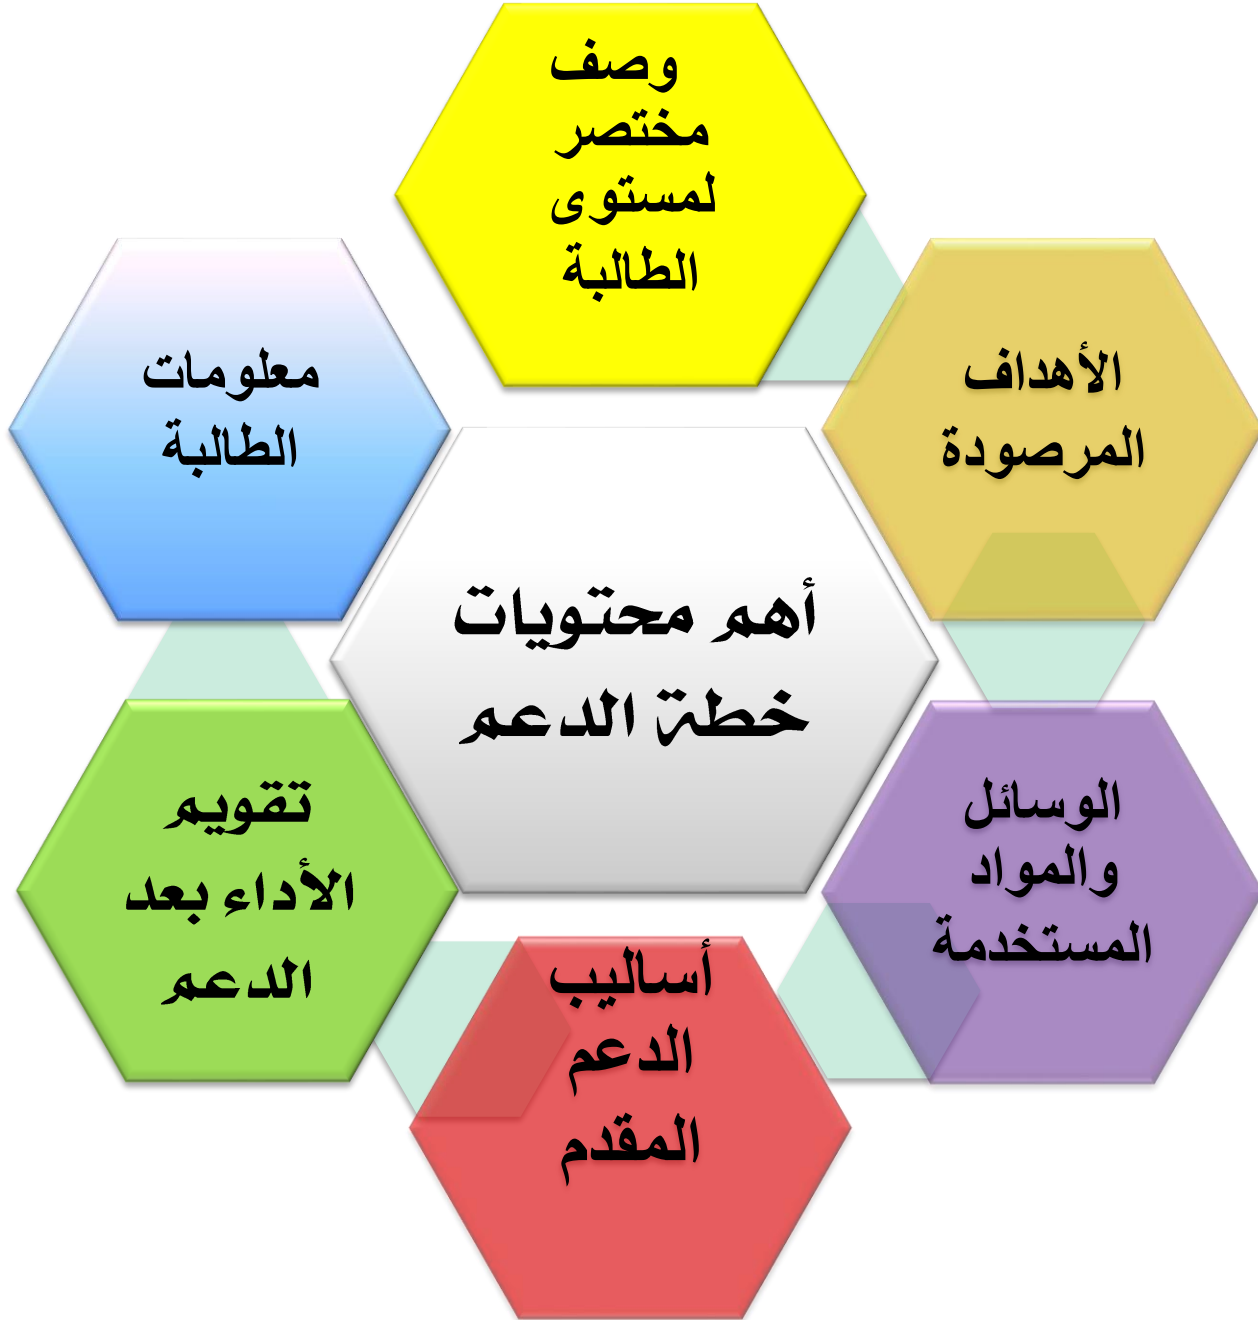 وصف
مختصر
لمستوى
الطالبة
الأهداف
المرصودة
معلومات
الطالبة
أهم محتويات
خطة الدعم
الوسائل
والمواد
المستخدمة
تقويم
الأداء بعد
الدعم
أساليب
الدعم
المقدم